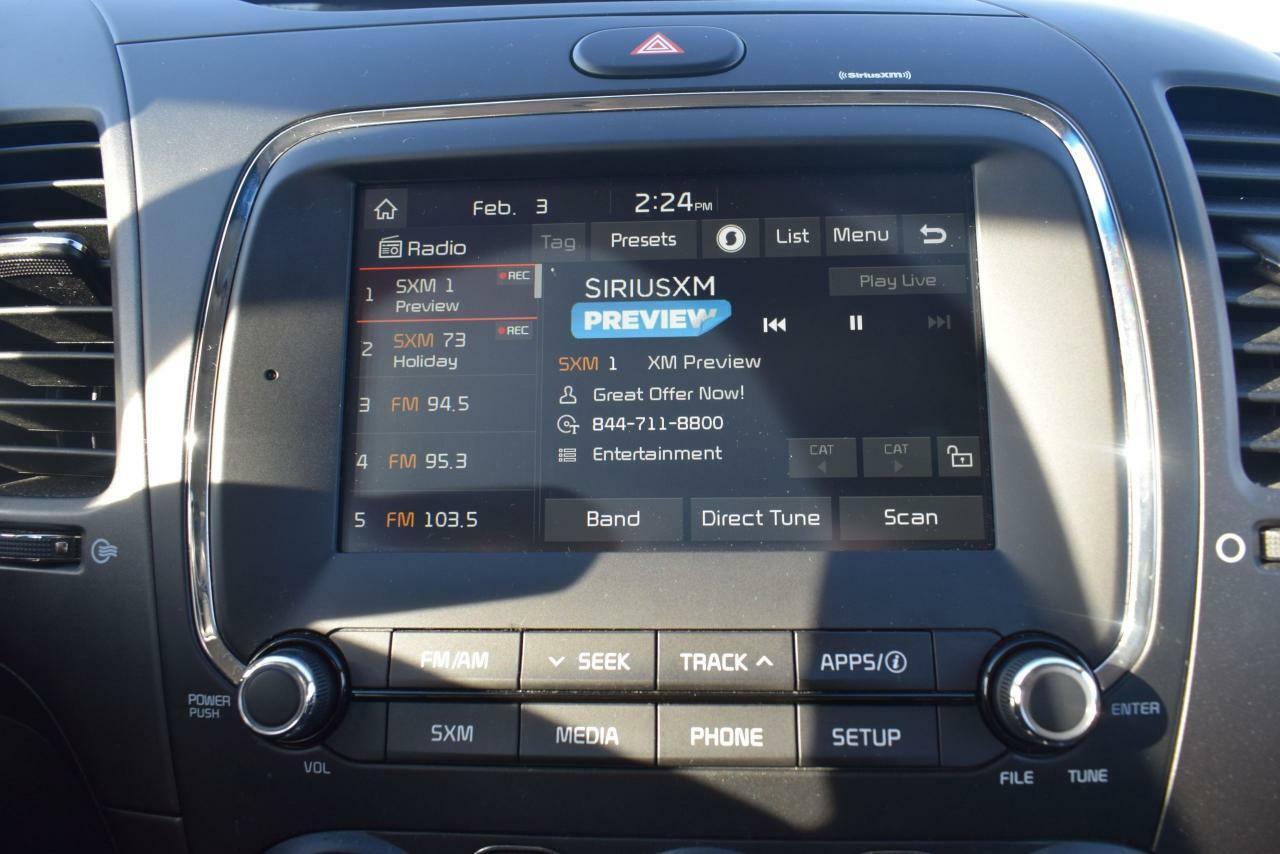 ((SiriusXM))
Feb. 3 2:24PM
Radio Tag Presets List Menu
1 SXM 1 REC
Preview
2 SXM 73 REC
Holiday
3 FM 94.5
4 FM 95.3
5 FM 103.5
SIRIUSXM
PREVIEW
Play Live
SXM 1 XM Preview
Great Offer Now!
844-711-8800
Entertainment
CAT CAT
Band Direct Tune Scan
FM/AM SEEK TRACK APPS/i
POWER
PUSH
ENTER
SXM MEDIA PHONE SETUP
VOL
FILE TUNE